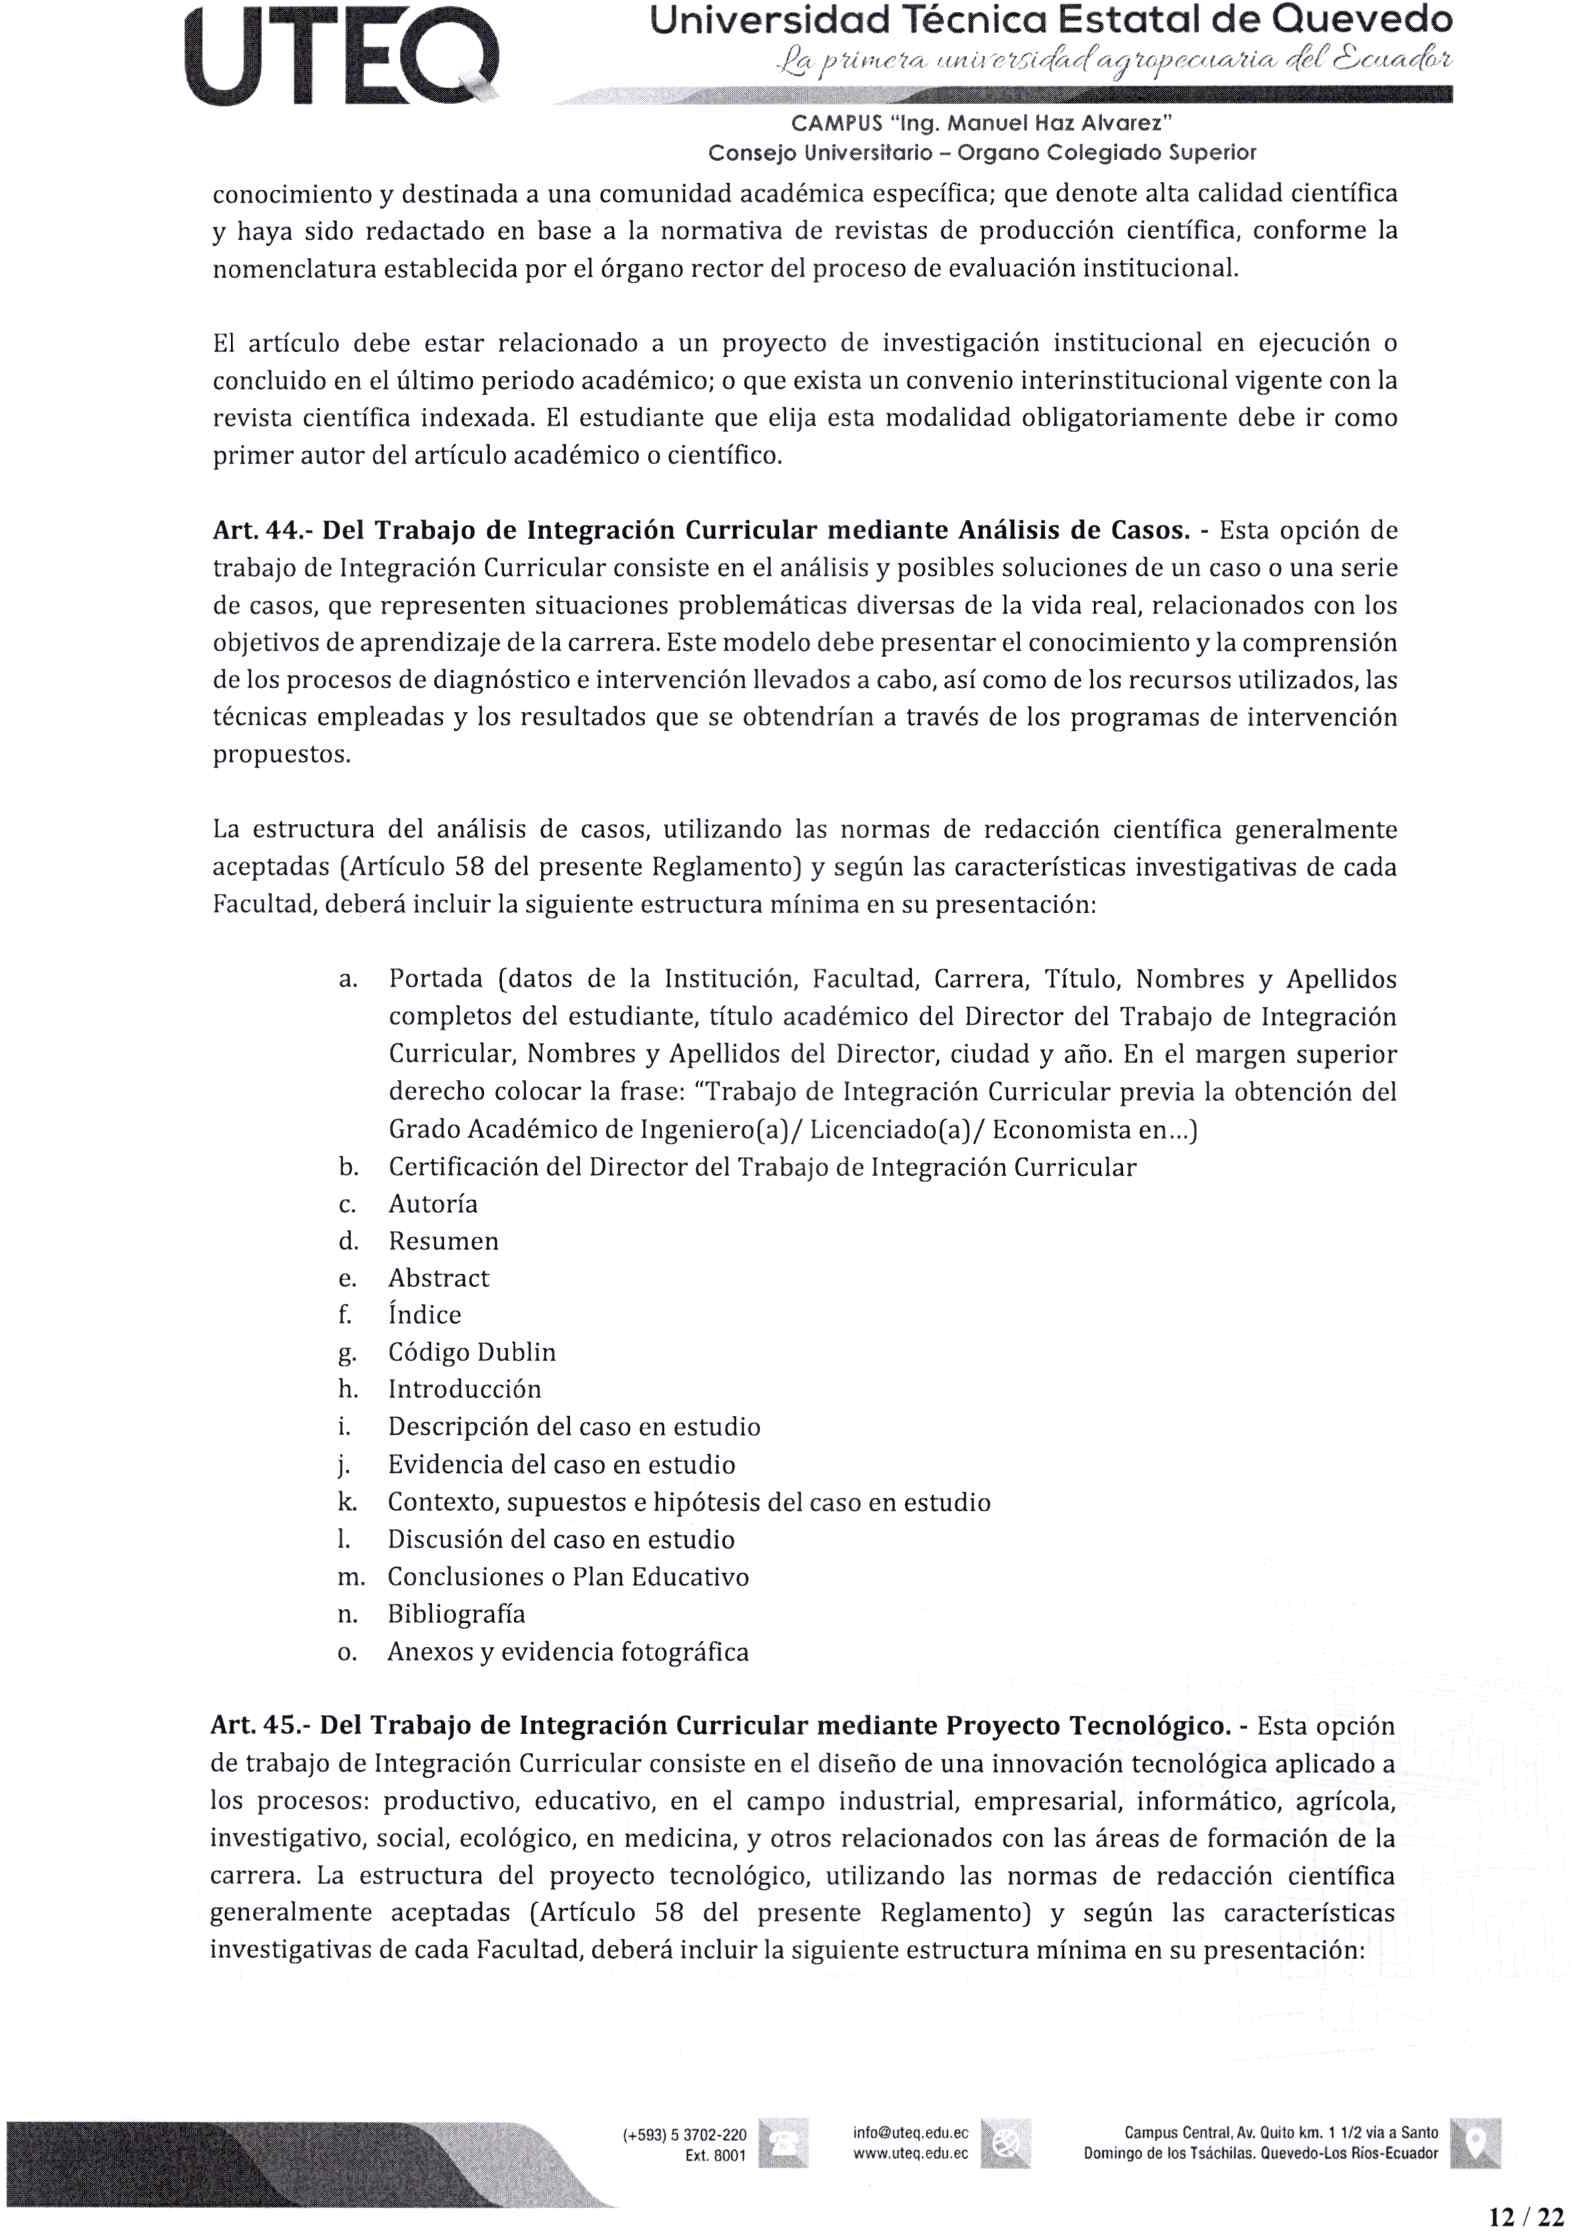 UTEQ
Universidad Técnica Estatal de Quevedo
La primera universidad agropecuaria del Ecuador
CAMPUS “Ing. Manuel Haz Alvarez”
Consejo Universitario – Organo Colegiado Superior
conocimiento y destinada a una comunidad académica específica; que denote alta calidad científica
y haya sido redactado en base a la normativa de revistas de producción científica, conforme la
nomenclatura establecida por el órgano rector del proceso de evaluación institucional.
El artículo debe estar relacionado a un proyecto de investigación institucional en ejecución o
concluido en el último periodo académico; o que exista un convenio interinstitucional vigente con la
revista científica indexada. El estudiante que elija esta modalidad obligatoriamente debe ir como
primer autor del artículo académico o científico.
Art. 44.- Del Trabajo de Integración Curricular mediante Análisis de Casos. - Esta opción de
trabajo de Integración Curricular consiste en el análisis y posibles soluciones de un caso o una serie
de casos, que representen situaciones problemáticas diversas de la vida real, relacionados con los
objetivos de aprendizaje de la carrera. Este modelo debe presentar el conocimiento y la comprensión
de los procesos de diagnóstico e intervención llevados a cabo, así como de los recursos utilizados, las
técnicas empleadas y los resultados que se obtendrían a través de los programas de intervención
propuestos.
La estructura del análisis de casos, utilizando las normas de redacción científica generalmente
aceptadas (Artículo 58 del presente Reglamento) y según las características investigativas de cada
Facultad, deberá incluir la siguiente estructura mínima en su presentación:
a. Portada (datos de la Institución, Facultad, Carrera, Título, Nombres y Apellidos
completos del estudiante, título académico del Director del Trabajo de Integración
Curricular, Nombres y Apellidos del Director, ciudad y año. En el margen superior
derecho colocar la frase: “Trabajo de Integración Curricular previa la obtención del
Grado Académico de Ingeniero(a)/ Licenciado(a)/ Economista en...)
b. Certificación del Director del Trabajo de Integración Curricular
c. Autoría
d. Resumen
e. Abstract
f. Índice
g. Código Dublin
h. Introducción
i. Descripción del caso en estudio
j. Evidencia del caso en estudio
k. Contexto, supuestos e hipótesis del caso en estudio
l. Discusión del caso en estudio
m. Conclusiones o Plan Educativo
n. Bibliografía
o. Anexos y evidencia fotográfica
Art. 45.- Del Trabajo de Integración Curricular mediante Proyecto Tecnológico. - Esta opción
de trabajo de Integración Curricular consiste en el diseño de una innovación tecnológica aplicado a
los procesos: productivo, educativo, en el campo industrial, empresarial, informático, agrícola,
investigativo, social, ecológico, en medicina, y otros relacionados con las áreas de formación de la
carrera. La estructura del proyecto tecnológico, utilizando las normas de redacción científica
generalmente aceptadas (Artículo 58 del presente Reglamento) y según las características
investigativas de cada Facultad, deberá incluir la siguiente estructura mínima en su presentación:
(+593) 5 3702-220
Ext. 8001
info@uteq.edu.ec
www.uteq.edu.ec
Campus Central, Av. Quito km. 1 1/2 via a Santo
Domingo de los Tsáchilas. Quevedo-Los Ríos-Ecuador
12 / 22